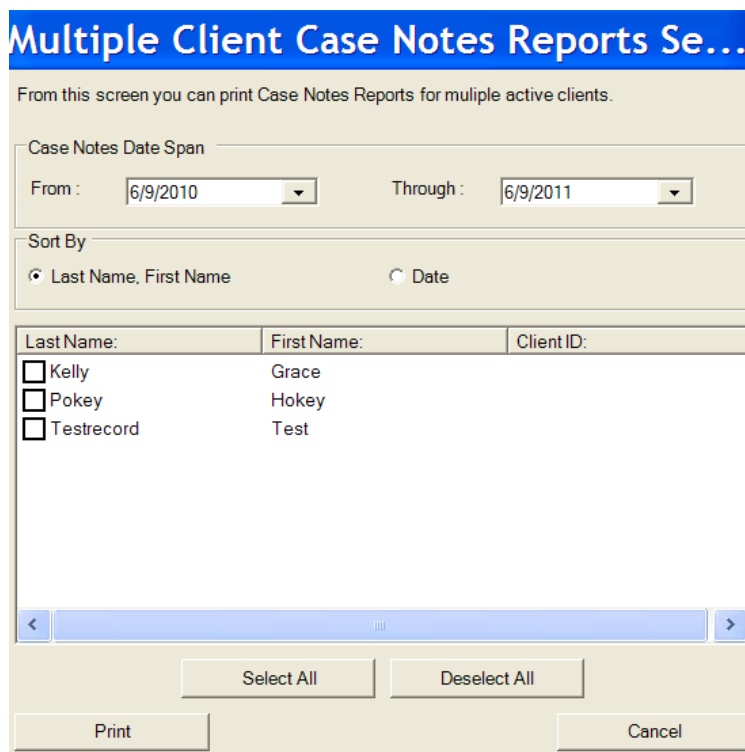 Multiple Client Case Notes Reports Se...
From this screen you can print Case Notes Reports for muliple active clients.
Case Notes Date Span
From : 6/9/2010 Through : 6/9/2011
Sort By
Last Name, First Name Date
Last Name: First Name: Client ID:
Kelly Grace
Pokey Hokey
Testrecord Test
Select All Deselect All
Print Cancel